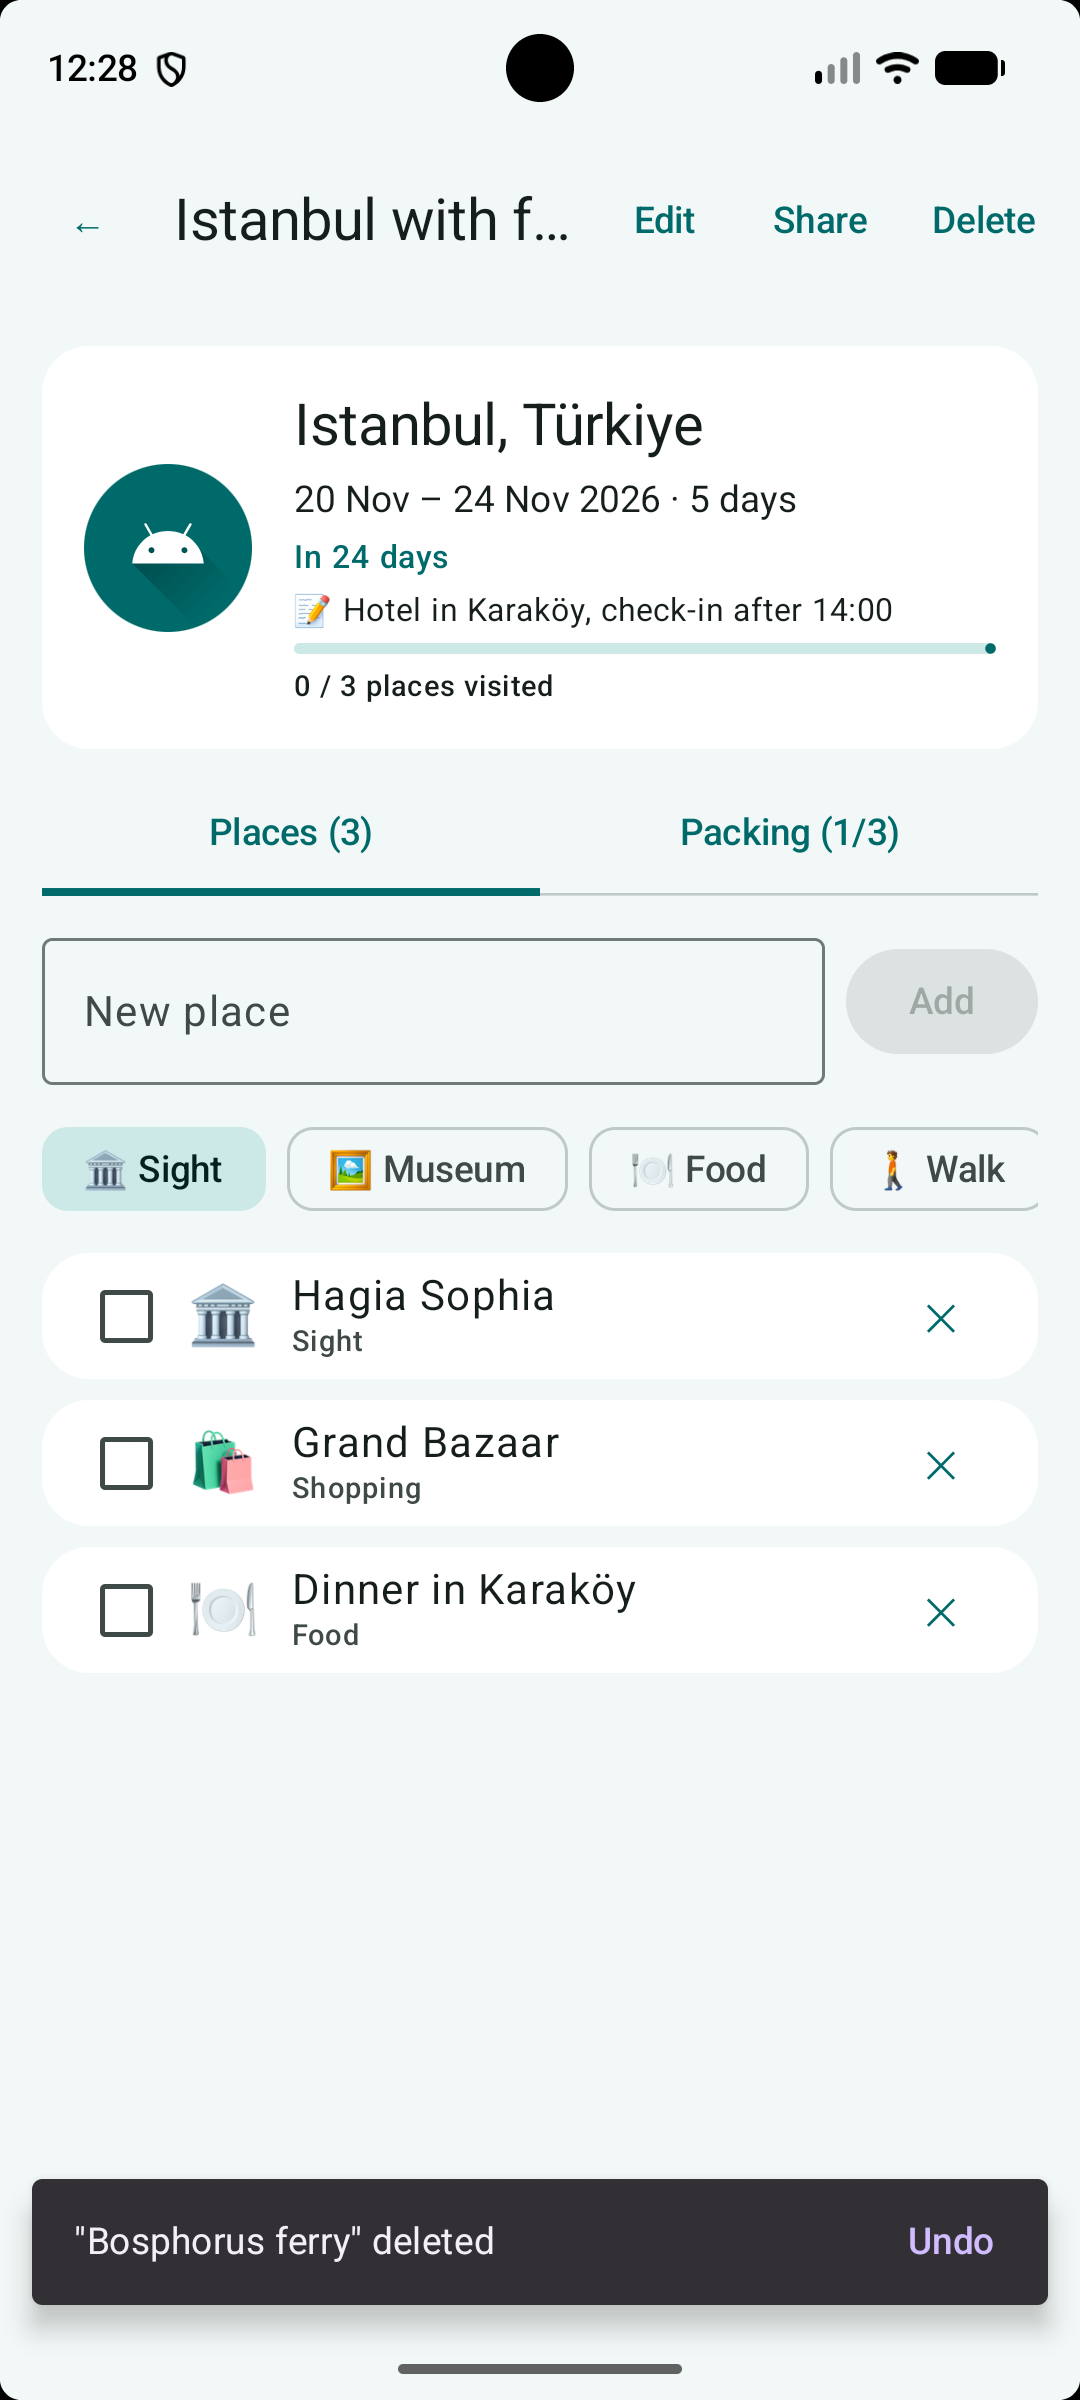 12:28
← Istanbul with f... Edit Share Delete
Istanbul, Türkiye
20 Nov – 24 Nov 2026 · 5 days
In 24 days
📝 Hotel in Karaköy, check-in after 14:00
0 / 3 places visited
Places (3) Packing (1/3)
New place Add
🏛️ Sight 🖼️ Museum 🍽️ Food 🚶 Walk
Hagia Sophia
Sight
Grand Bazaar
Shopping
Dinner in Karaköy
Food
"Bosphorus ferry" deleted Undo